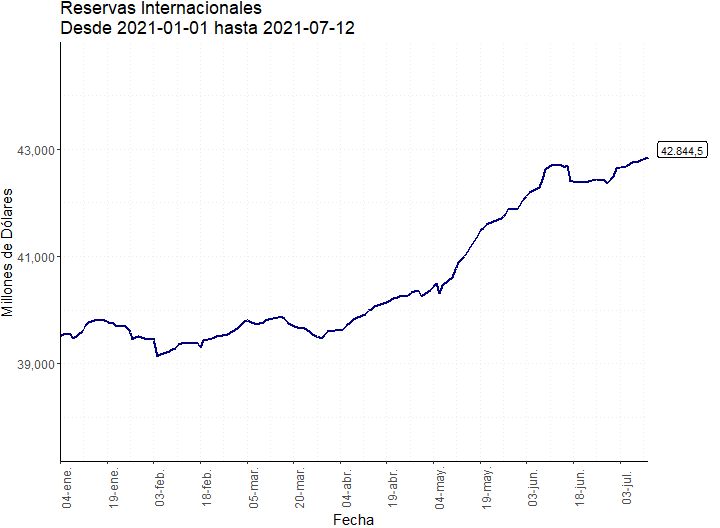 Reservas Internacionales
Desde 2021-01-01 hasta 2021-07-12
Millones de Dólares
43,000
41,000
39,000
42.844,5
04-ene.
19-ene.
03-feb.
18-feb.
05-mar.
20-mar.
04-abr.
19-abr.
04-may.
19-may.
03-jun.
18-jun.
03-jul.
Fecha